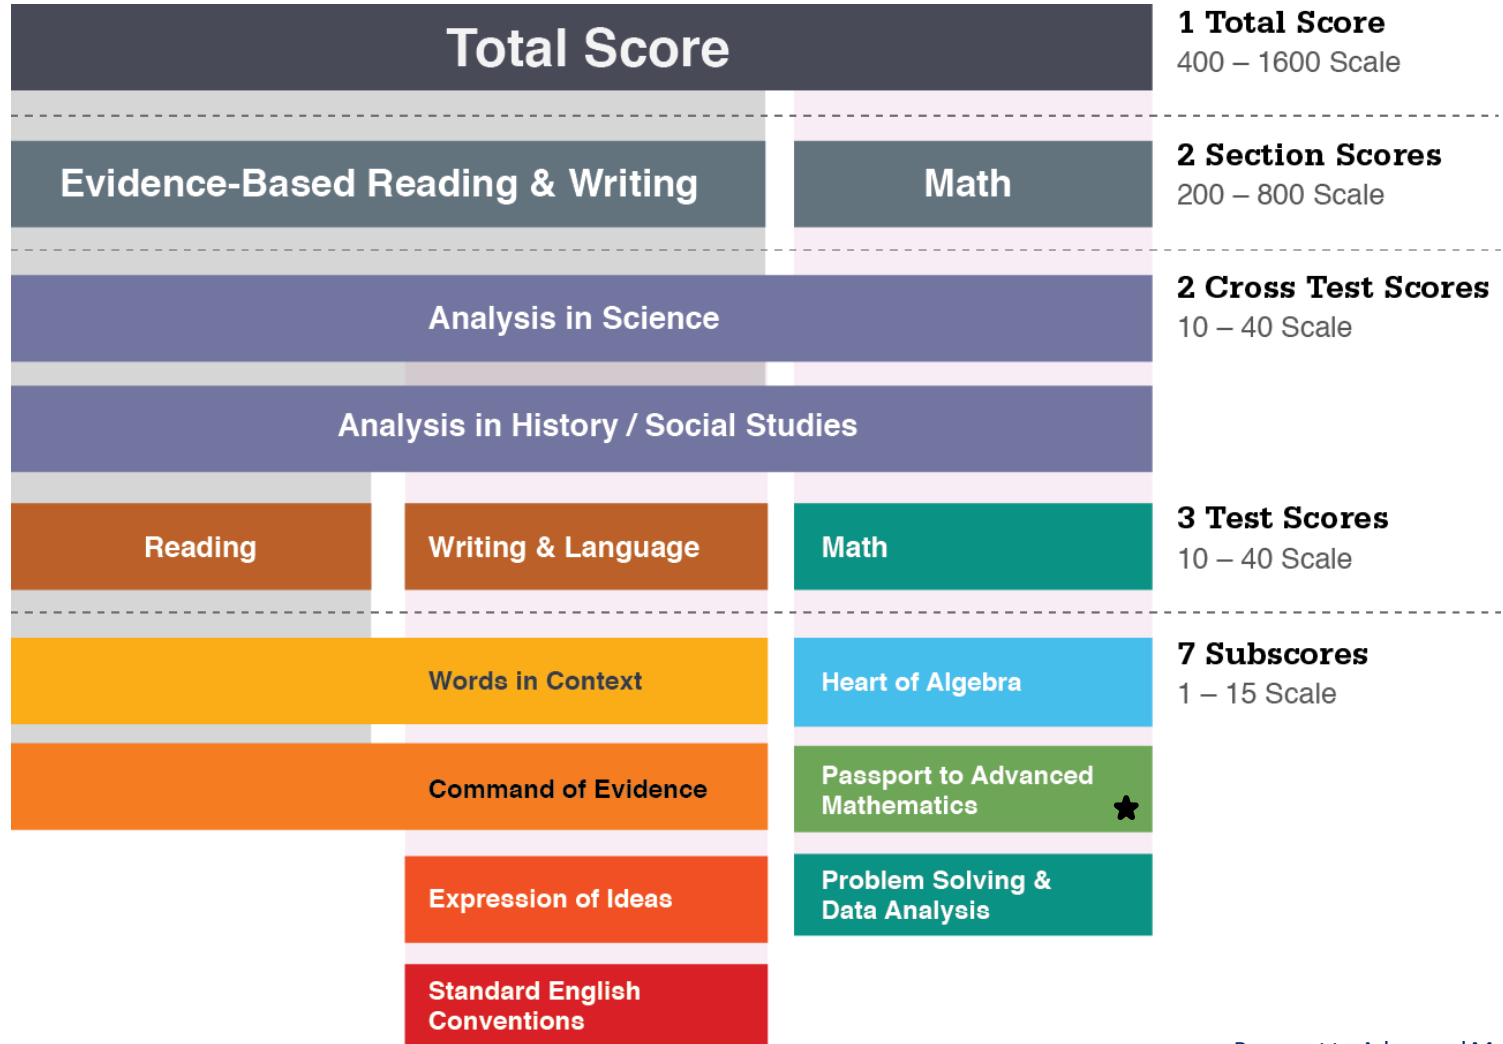 Total Score
1 Total Score
400 – 1600 Scale
Evidence-Based Reading & Writing
Math
2 Section Scores
200 – 800 Scale
Analysis in Science
2 Cross Test Scores
10 – 40 Scale
Analysis in History / Social Studies
Reading
Writing & Language
Math
3 Test Scores
10 – 40 Scale
Words in Context
Heart of Algebra
7 Subscores
1 – 15 Scale
Command of Evidence
Passport to Advanced
Mathematics
Expression of Ideas
Problem Solving &
Data Analysis
Standard English
Conventions